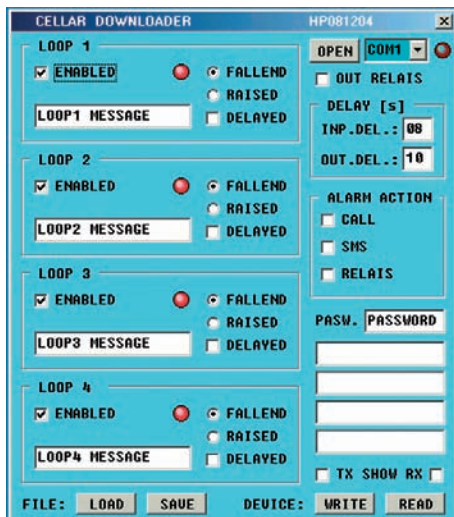 CELLAR DOWNLOADER HP081204
LOOP 1
ENABLED FALLEND
RAISED
LOOP1 MESSAGE DELAYED
LOOP 2
ENABLED FALLEND
RAISED
LOOP2 MESSAGE DELAYED
LOOP 3
ENABLED FALLEND
RAISED
LOOP3 MESSAGE DELAYED
LOOP 4
ENABLED FALLEND
RAISED
LOOP4 MESSAGE DELAYED
FILE: LOAD SAVE
OPEN COM1
OUT RELAIS
DELAY [s]
INP.DEL.: 08
OUT.DEL.: 10
ALARM ACTION
CALL
SMS
RELAIS
PASW. PASSWORD
TX SHOW RX
DEVICE: WRITE READ